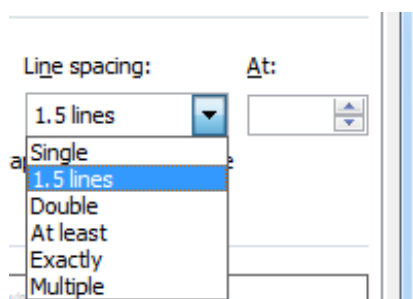 Line spacing: At:
1.5 lines
Single
1.5 lines
Double
At least
Exactly
Multiple